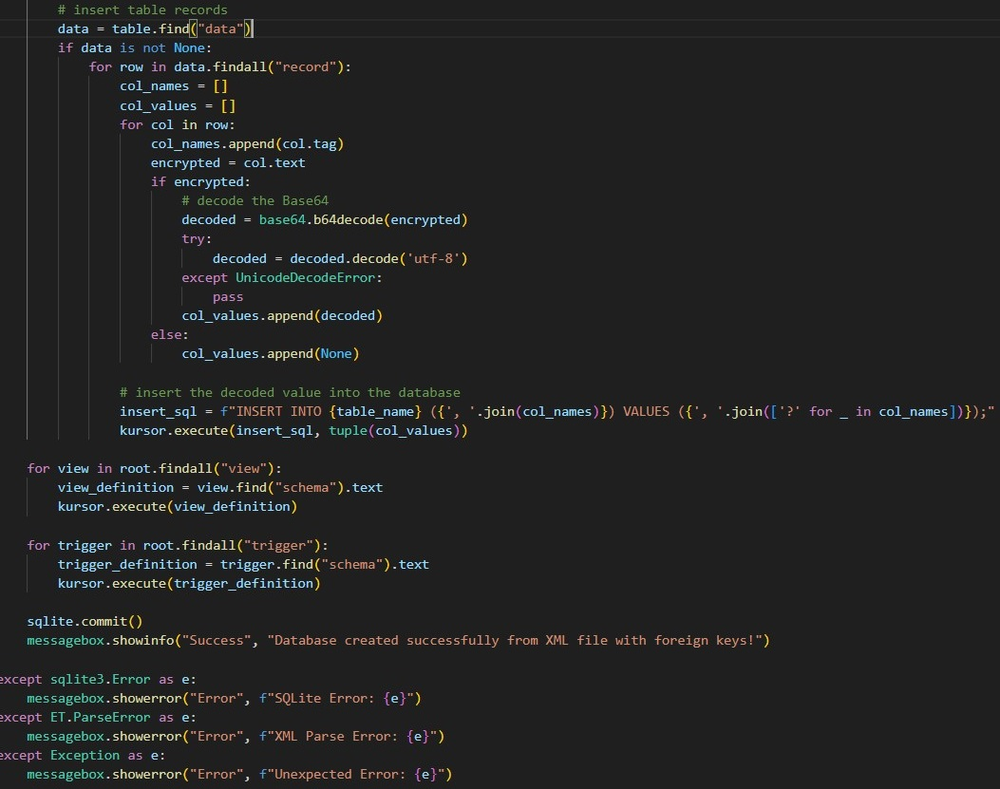 # insert table records
data = table.find("data")
if data is not None:
for row in data.findall("record"):
col_names = []
col_values = []
for col in row:
col_names.append(col.tag)
encrypted = col.text
if encrypted:
# decode the Base64
decoded = base64.b64decode(encrypted)
try:
decoded = decoded.decode('utf-8')
except UnicodeDecodeError:
pass
col_values.append(decoded)
else:
col_values.append(None)
# insert the decoded value into the database
insert_sql = f"INSERT INTO {table_name} ({', '.join(col_names)}) VALUES ({', '.join(['?' for _ in col_names])});"
kursor.execute(insert_sql, tuple(col_values))
for view in root.findall("view"):
view_definition = view.find("schema").text
kursor.execute(view_definition)
for trigger in root.findall("trigger"):
trigger_definition = trigger.find("schema").text
kursor.execute(trigger_definition)
sqlite.commit()
messagebox.showinfo("Success", "Database created successfully from XML file with foreign keys!")
except sqlite3.Error as e:
messagebox.showerror("Error", f"SQLite Error: {e}")
except ET.ParseError as e:
messagebox.showerror("Error", f"XML Parse Error: {e}")
except Exception as e:
messagebox.showerror("Error", f"Unexpected Error: {e}")